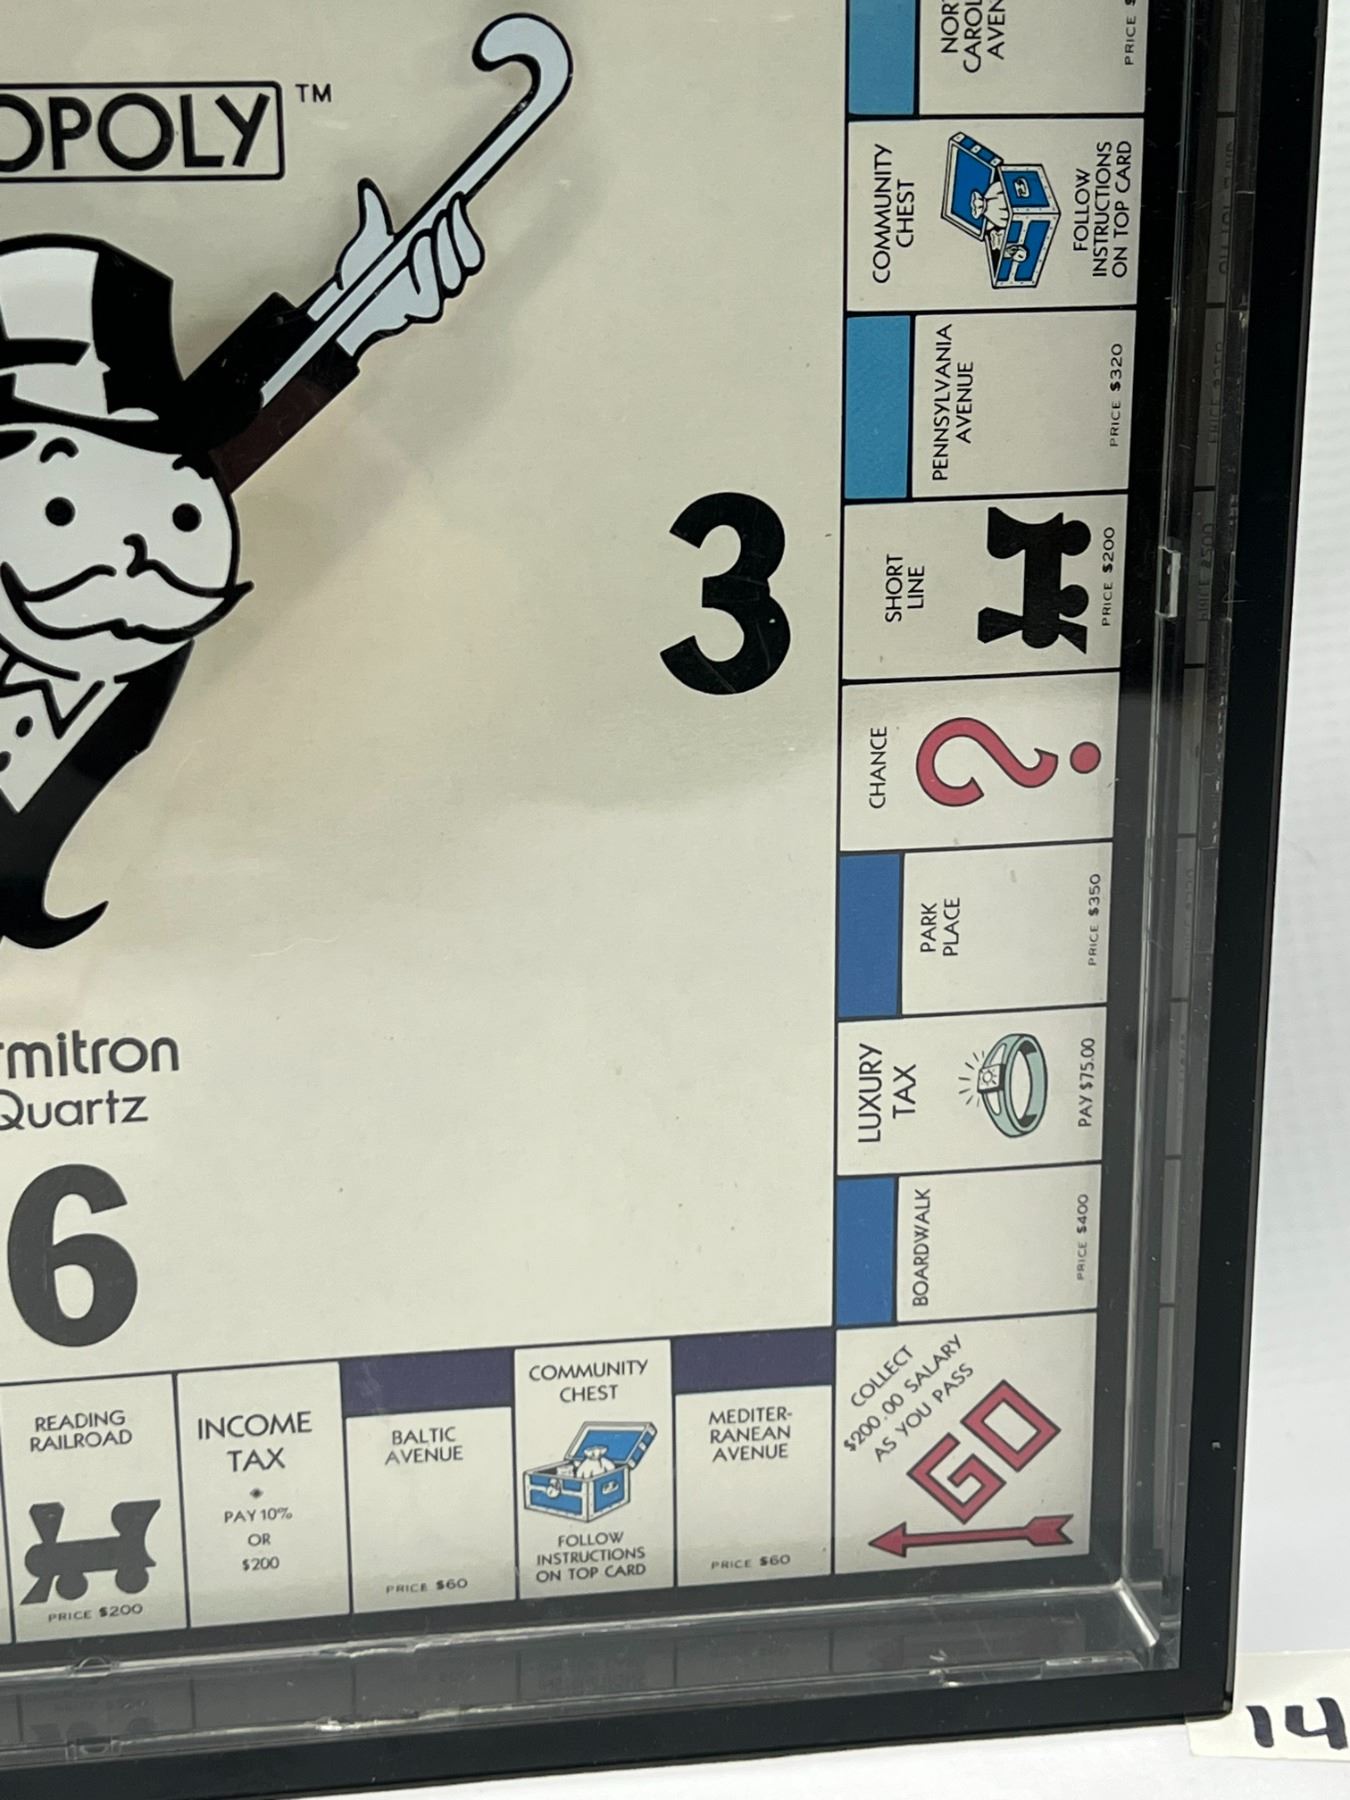 OPOLY™
NOR
CAROL
AVEN
PRICE $
COMMUNITY
CHEST
FOLLOW
INSTRUCTIONS
ON TOP CARD
PENNSYLVANIA
AVENUE
PRICE $320
3
SHORT
LINE
PRICE $200
CHANCE
?
PARK
PLACE
PRICE $350
LUXURY
TAX
PAY $75.00
BOARDWALK
PRICE $400
rmitron
Quartz
6
READING
RAILROAD
PRICE $200
INCOME
TAX
PAY 10%
OR
$200
BALTIC
AVENUE
PRICE $60
COMMUNITY
CHEST
FOLLOW
INSTRUCTIONS
ON TOP CARD
MEDITER-
RANEAN
AVENUE
PRICE $60
COLLECT
$200.00 SALARY
AS YOU PASS
GO
14